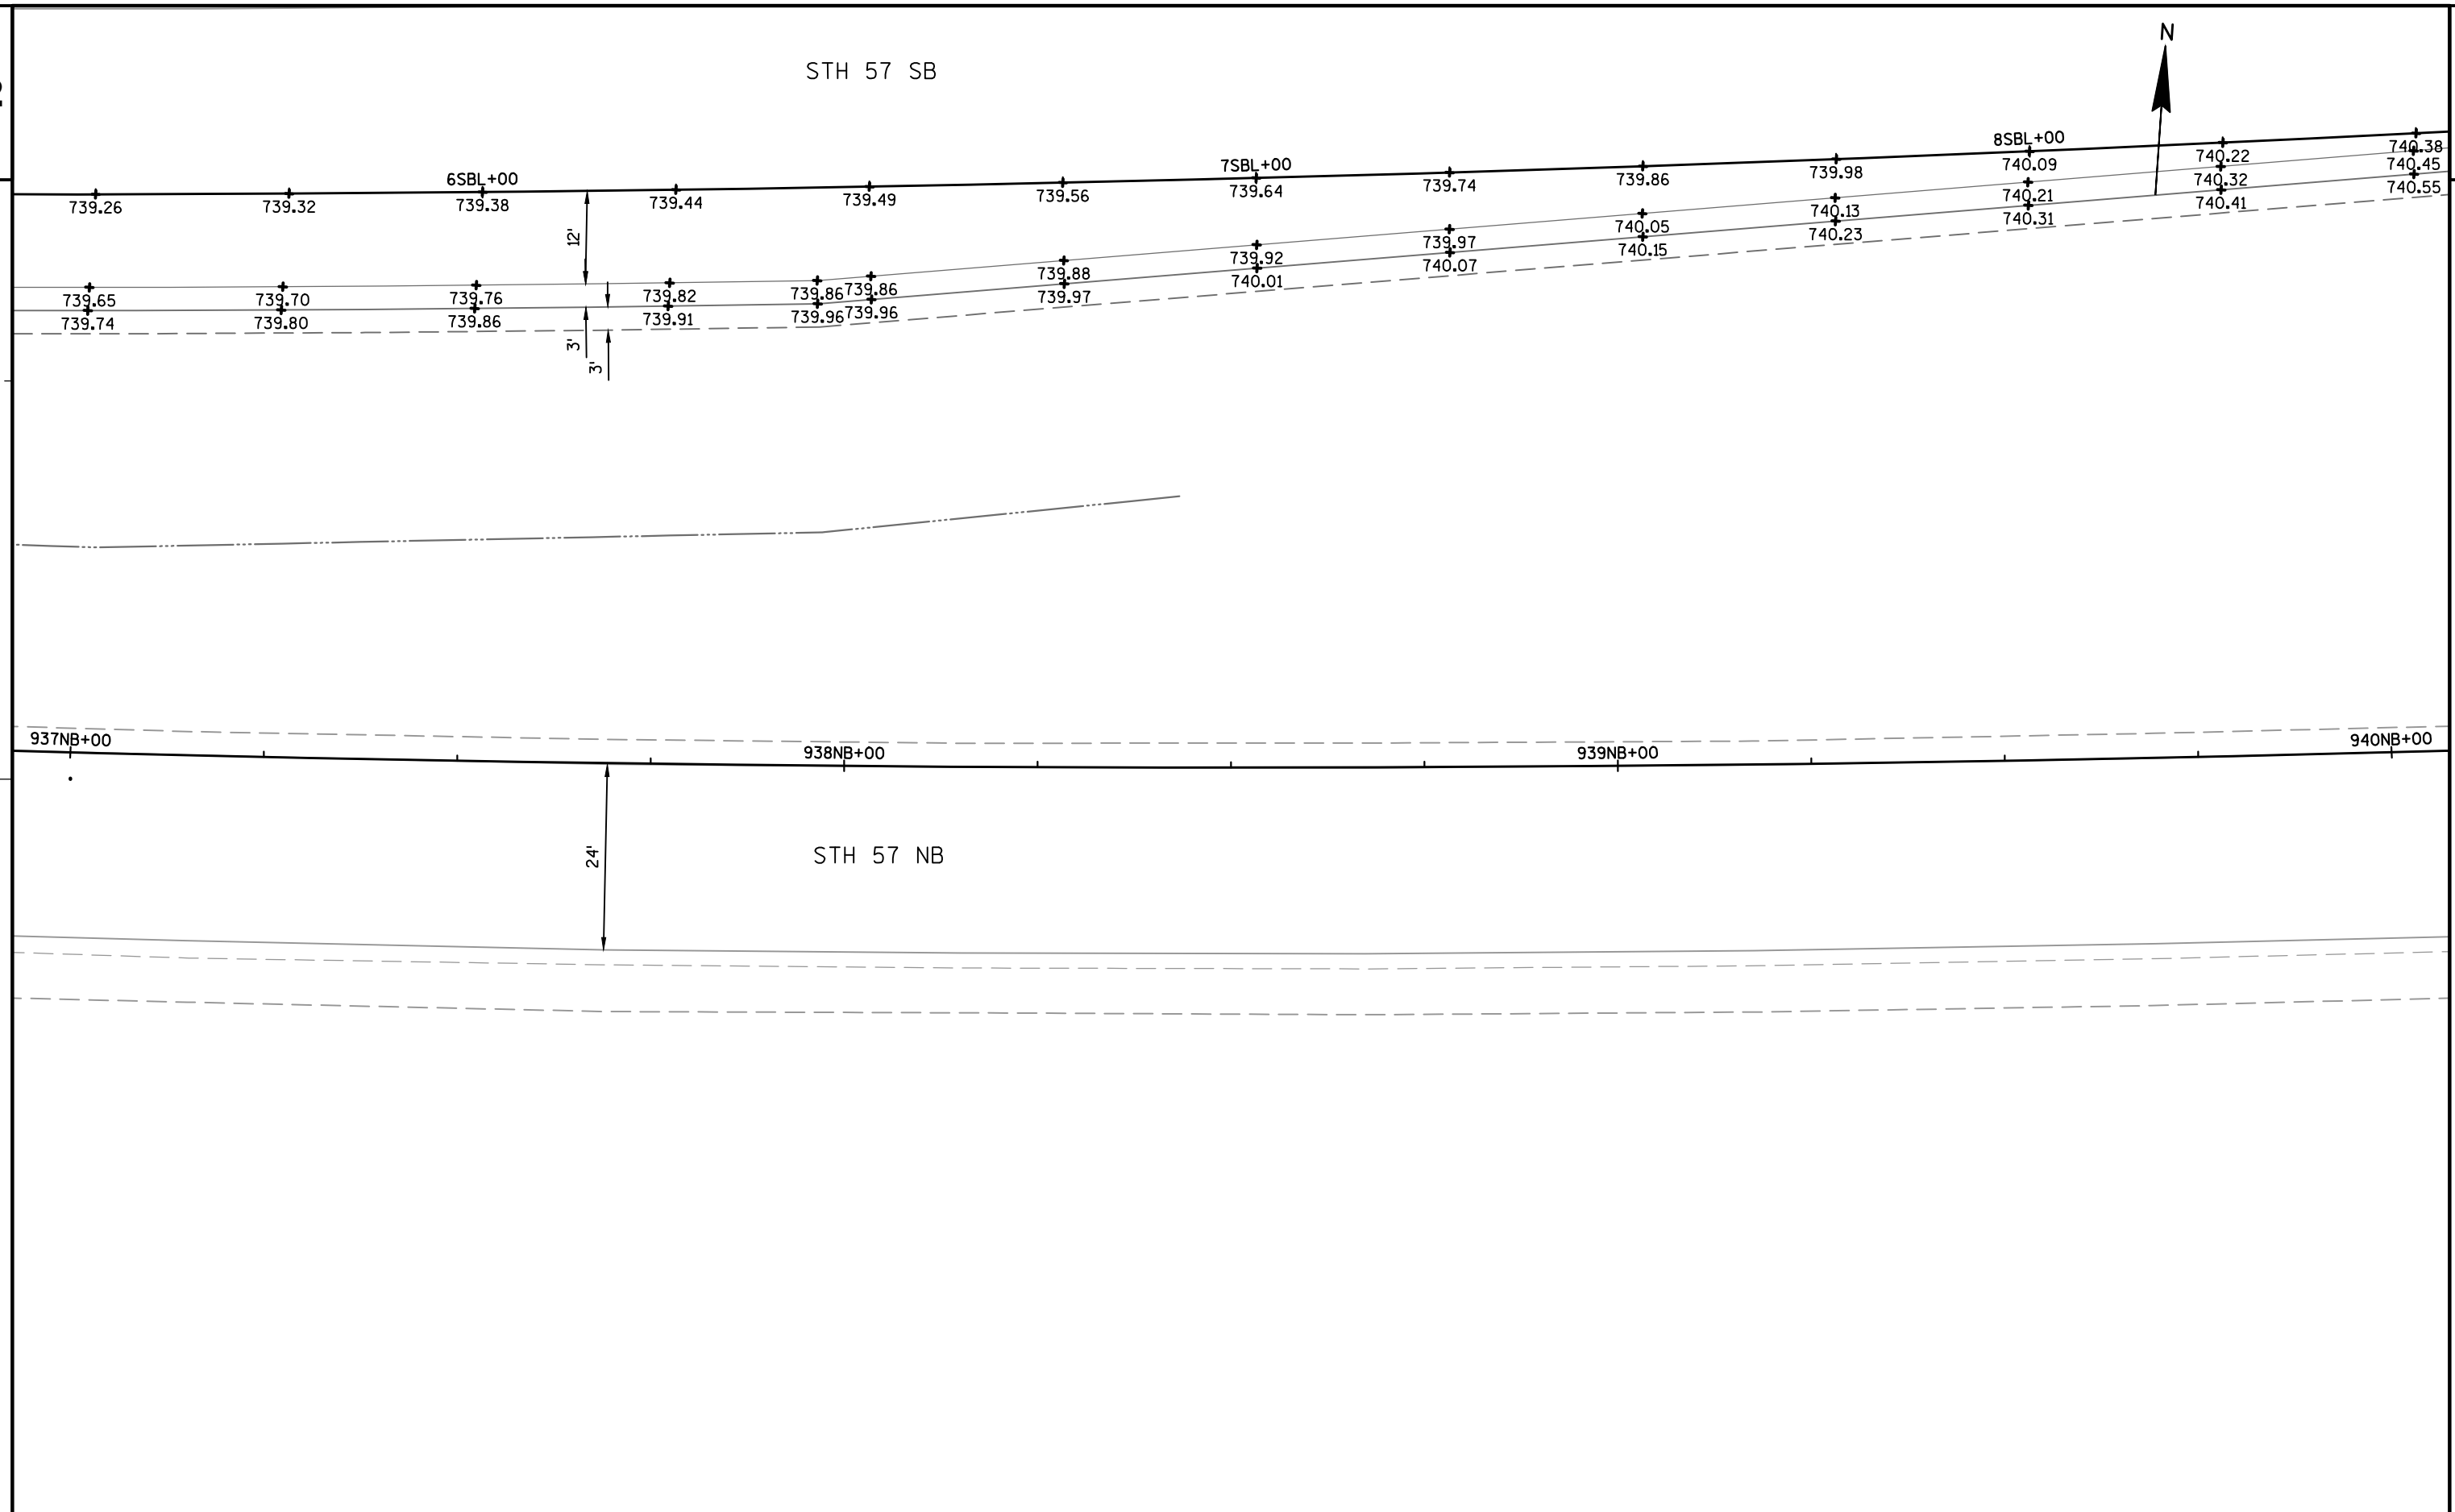 N
STH 57 SB
8SBL+00
7SBL+00
6SBL+00
739.26 739.32 739.38 739.44 739.49 739.56 739.64 739.74 739.86 739.98 740.09 740.22 740.38
12'
739.65 739.70 739.76 739.82 739.86 739.86 739.88 739.92 739.97 740.05 740.13 740.21 740.32 740.45
739.74 739.80 739.86 739.91 739.96 739.96 739.97 740.01 740.07 740.15 740.23 740.31 740.41 740.55
3'
3'
937NB+00 938NB+00 939NB+00 940NB+00
24'
STH 57 NB